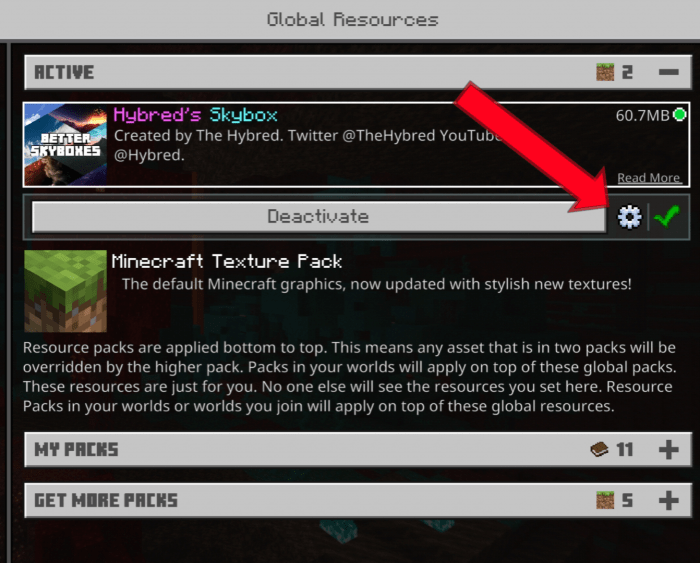 Global Resources
ACTIVE 2
Hybred's Skybox 60.7MB
Created by The Hybred. Twitter @TheHybred YouTube
@Hybred.
BETTER
SKYBOXES
Read More
Deactivate
Minecraft Texture Pack
The default Minecraft graphics, now updated with stylish new textures!
Resource packs are applied bottom to top. This means any asset that is in two packs will be
overridden by the higher pack. Packs in your worlds will apply on top of these global packs.
These resources are just for you. No one else will see the resources you set here. Resource
Packs in your worlds or worlds you join will apply on top of these global resources.
MY PACKS 11
GET MORE PACKS 5